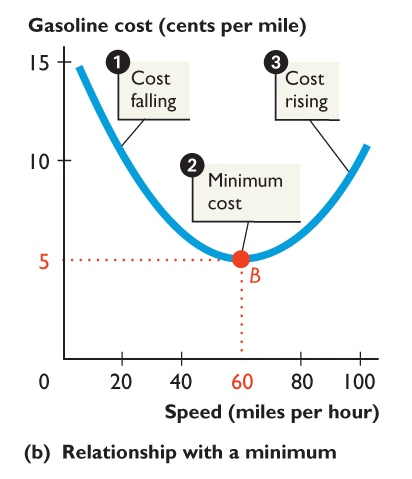 Gasoline cost (cents per mile)
15
10
5
0
1
Cost
falling
2
Minimum
cost
3
Cost
rising
B
20
40
60
80
100
Speed (miles per hour)
(b) Relationship with a minimum